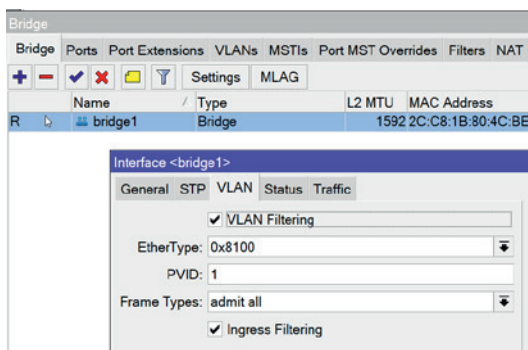 Bridge
Bridge Ports Port Extensions VLANs MSTIs Port MST Overrides Filters NAT
Settings MLAG
Name / Type L2 MTU MAC Address
R bridge1 Bridge 1592 2C:C8:1B:80:4C:BE
Interface <bridge1>
General STP VLAN Status Traffic
VLAN Filtering
EtherType: 0x8100
PVID: 1
Frame Types: admit all
Ingress Filtering